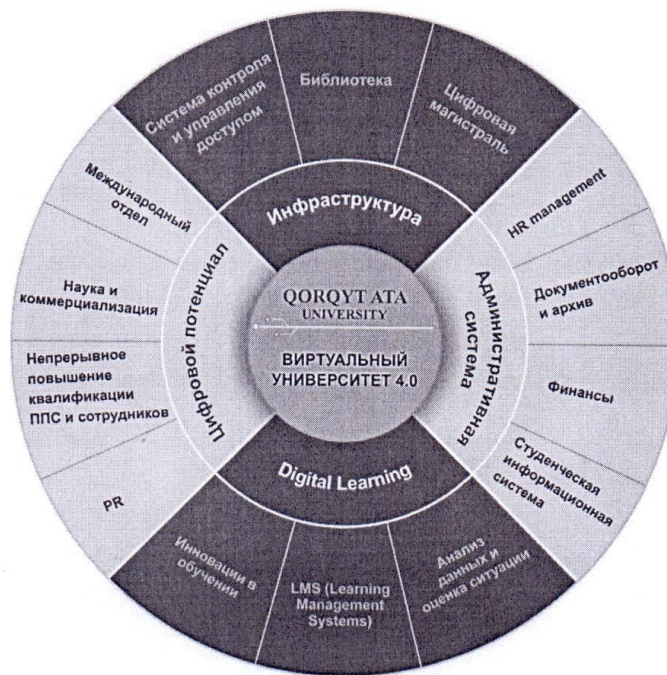 Система контроля
и управления
доступом
Библиотека
Цифровая
магистраль
Инфраструктура
HR management
Документооборот
и архив
Финансы
Студенческая
информационная
система
Административная
система
Анализ
данных и
оценка ситуации
LMS (Learning
Management
Systems)
Инновации в
обучении
Digital Learning
PR
Непрерывное
повышение
квалификации
ППС и сотрудников
Наука и
коммерциализация
Международный
отдел
Цифровой потенциал
QORQYT ATA
UNIVERSITY
ВИРТУАЛЬНЫЙ
УНИВЕРСИТЕТ 4.0